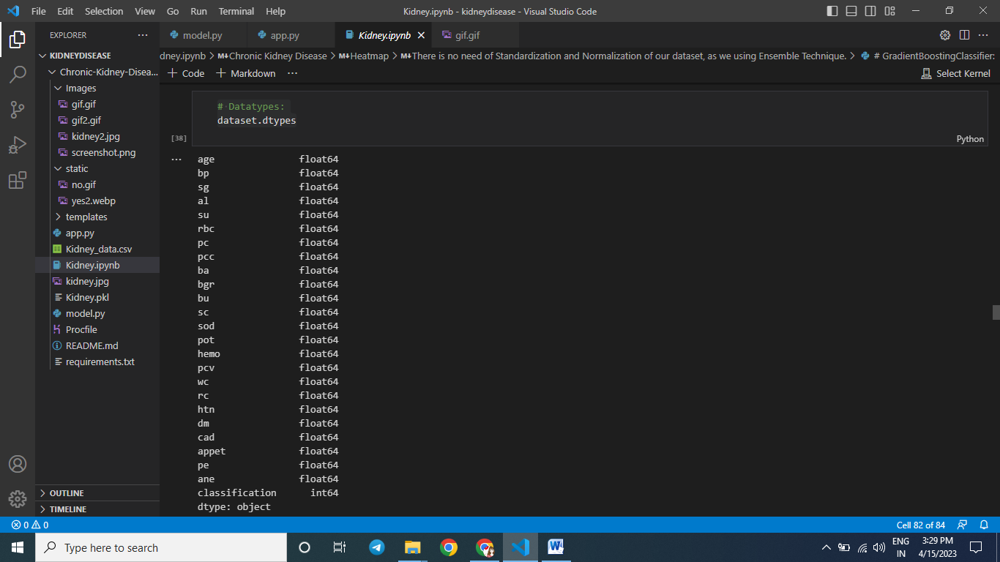 File Edit Selection View Go Run Terminal Help
Kidney.ipynb - kidneydisease - Visual Studio Code
EXPLORER
KIDNEYDISEASE
Chronic-Kidney-Disea...
Images
gif.gif
gif2.gif
kidney2.jpg
screenshot.png
static
no.gif
yes2.webp
templates
app.py
Kidney_data.csv
Kidney.ipynb
kidney.jpg
Kidney.pkl
model.py
Procfile
README.md
requirements.txt
OUTLINE
TIMELINE
model.py
app.py
Kidney.ipynb
gif.gif
dney.ipynb > M↓Chronic Kidney Disease > M↓Heatmap > M↓There is no need of Standardization and Normalization of our dataset, as we using Ensemble Technique. > # GradientBoostingClassifier:
+ Code + Markdown ...
Select Kernel
# Datatypes:
dataset.dtypes
[38]
Python
age float64
bp float64
sg float64
al float64
su float64
rbc float64
pc float64
pcc float64
ba float64
bgr float64
bu float64
sc float64
sod float64
pot float64
hemo float64
pcv float64
wc float64
rc float64
htn float64
dm float64
cad float64
appet float64
pe float64
ane float64
classification int64
dtype: object
0 0
Cell 82 of 84
Type here to search
ENG
IN
3:29 PM
4/15/2023